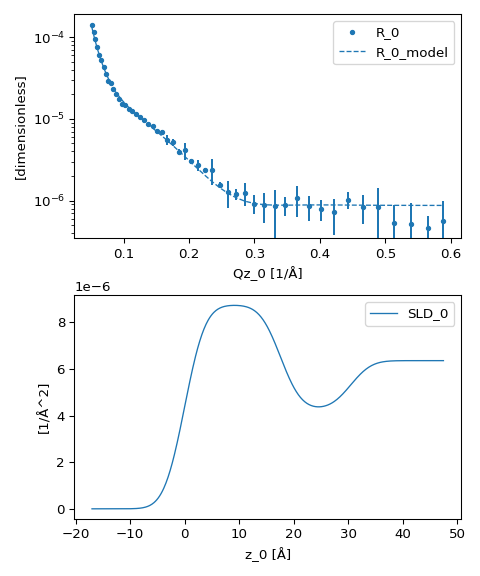 10⁻⁴
10⁻⁵
10⁻⁶
[dimensionless]
R_0
R_0_model
0.1 0.2 0.3 0.4 0.5 0.6
Qz_0 [1/Å]
1e−6
8
6
4
2
0
[1/Å^2]
SLD_0
−20 −10 0 10 20 30 40 50
z_0 [Å]